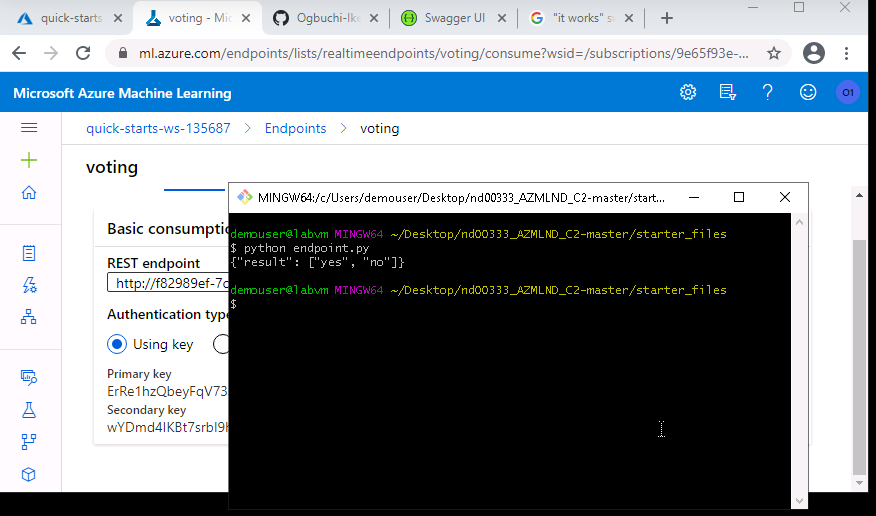 quick-starts
voting - Mic
Ogbuchi-Ike
Swagger UI
"it works" su
ml.azure.com/endpoints/lists/realtimeendpoints/voting/consume?wsid=/subscriptions/9e65f93e-...
Microsoft Azure Machine Learning
O1
quick-starts-ws-135687 > Endpoints > voting
voting
MINGW64:/c/Users/demouser/Desktop/nd00333_AZMLND_C2-master/start...
Basic consumptio
REST endpoint
http://f82989ef-7c
Authentication type
Using key
Primary key
ErRe1hzQbeyFqV73
Secondary key
wYDmd4IKBt7srbI9h
demouser@labvm MINGW64 ~/Desktop/nd00333_AZMLND_C2-master/starter_files
$ python endpoint.py
{"result": ["yes", "no"]}
demouser@labvm MINGW64 ~/Desktop/nd00333_AZMLND_C2-master/starter_files
$